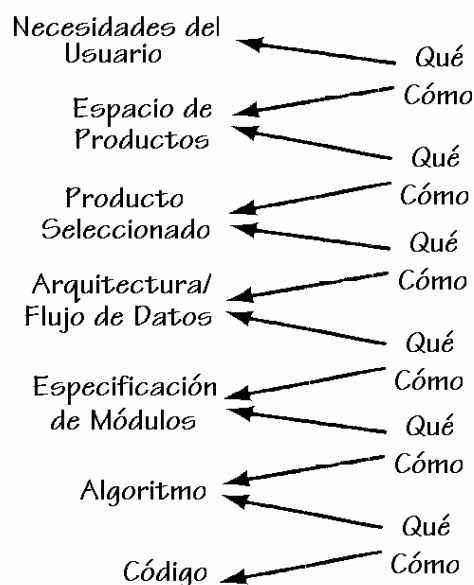 Necesidades del
Usuario
Qué
Cómo
Espacio de
Productos
Qué
Cómo
Producto
Seleccionado
Qué
Cómo
Arquitectura/
Flujo de Datos
Qué
Cómo
Especificación
de Módulos
Qué
Cómo
Algoritmo
Qué
Cómo
Código